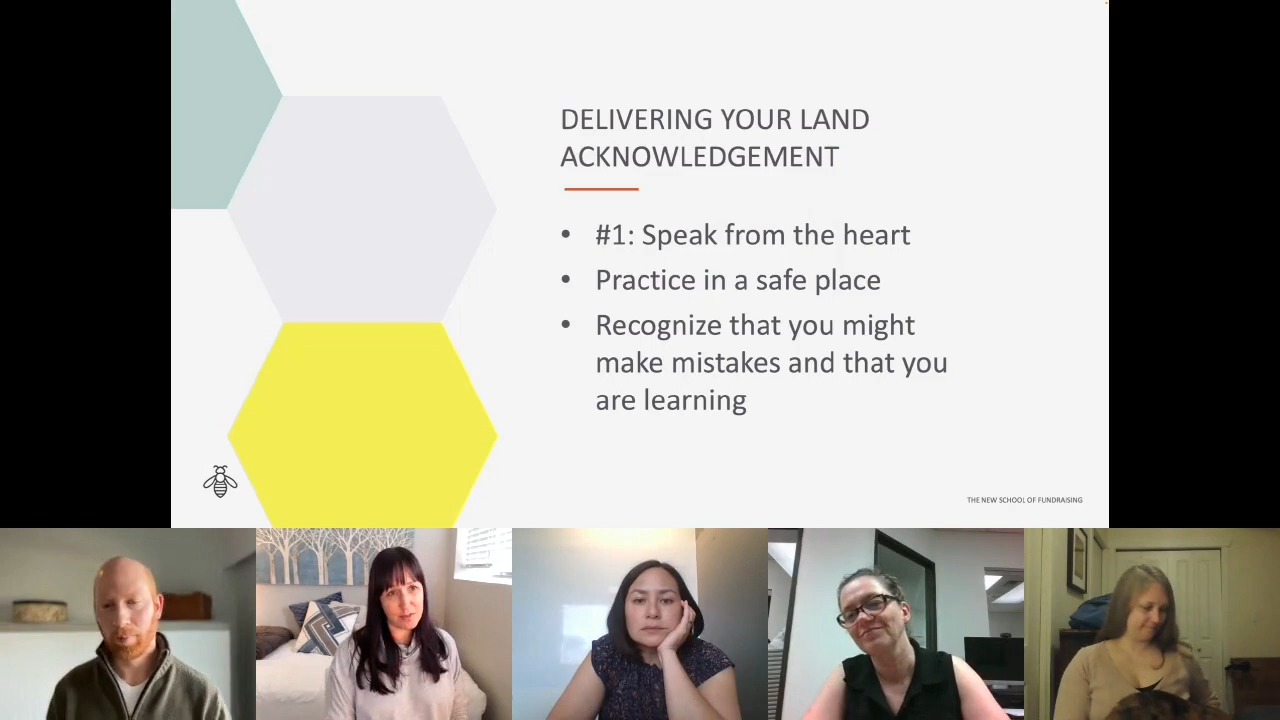 DELIVERING YOUR LAND
ACKNOWLEDGEMENT
• #1: Speak from the heart
• Practice in a safe place
• Recognize that you might
make mistakes and that you
are learning
THE NEW SCHOOL OF FUNDRAISING